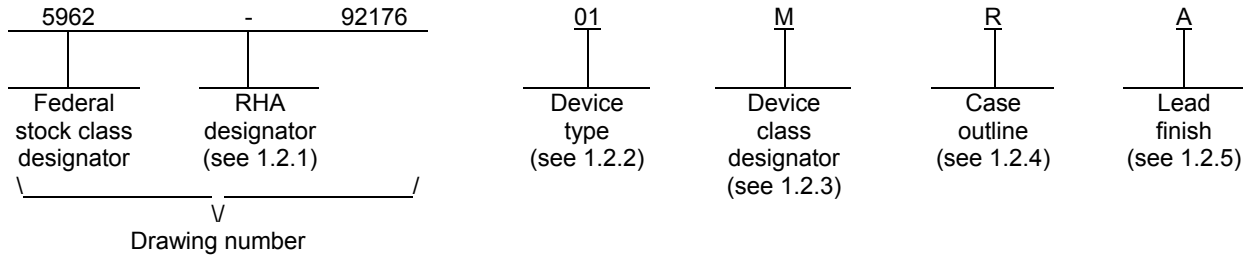 5962 - 92176 01 M R A
Federal RHA Device Device Case Lead
stock class designator type class outline finish
designator (see 1.2.1) (see 1.2.2) designator (see 1.2.4) (see 1.2.5)
(see 1.2.3)
\ /
\/
Drawing number